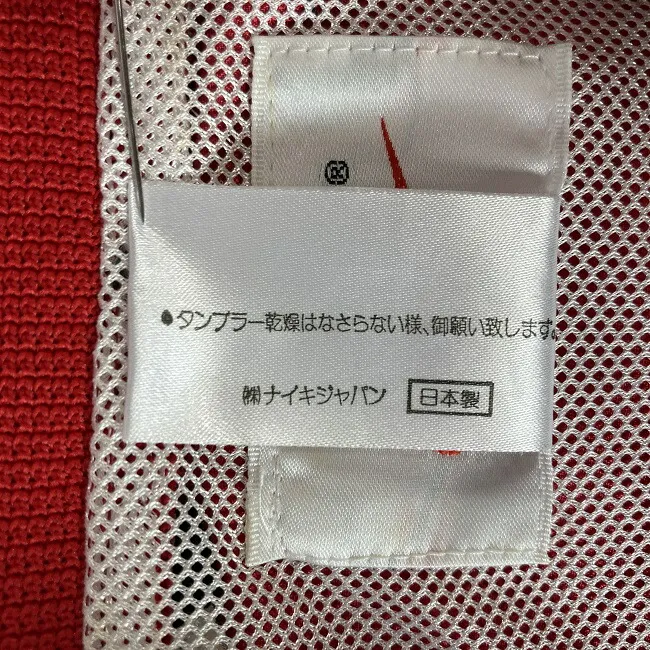 ®
●タンブラー乾燥はなさらない様、御願い致します。
㈱ナイキジャパン 日本製